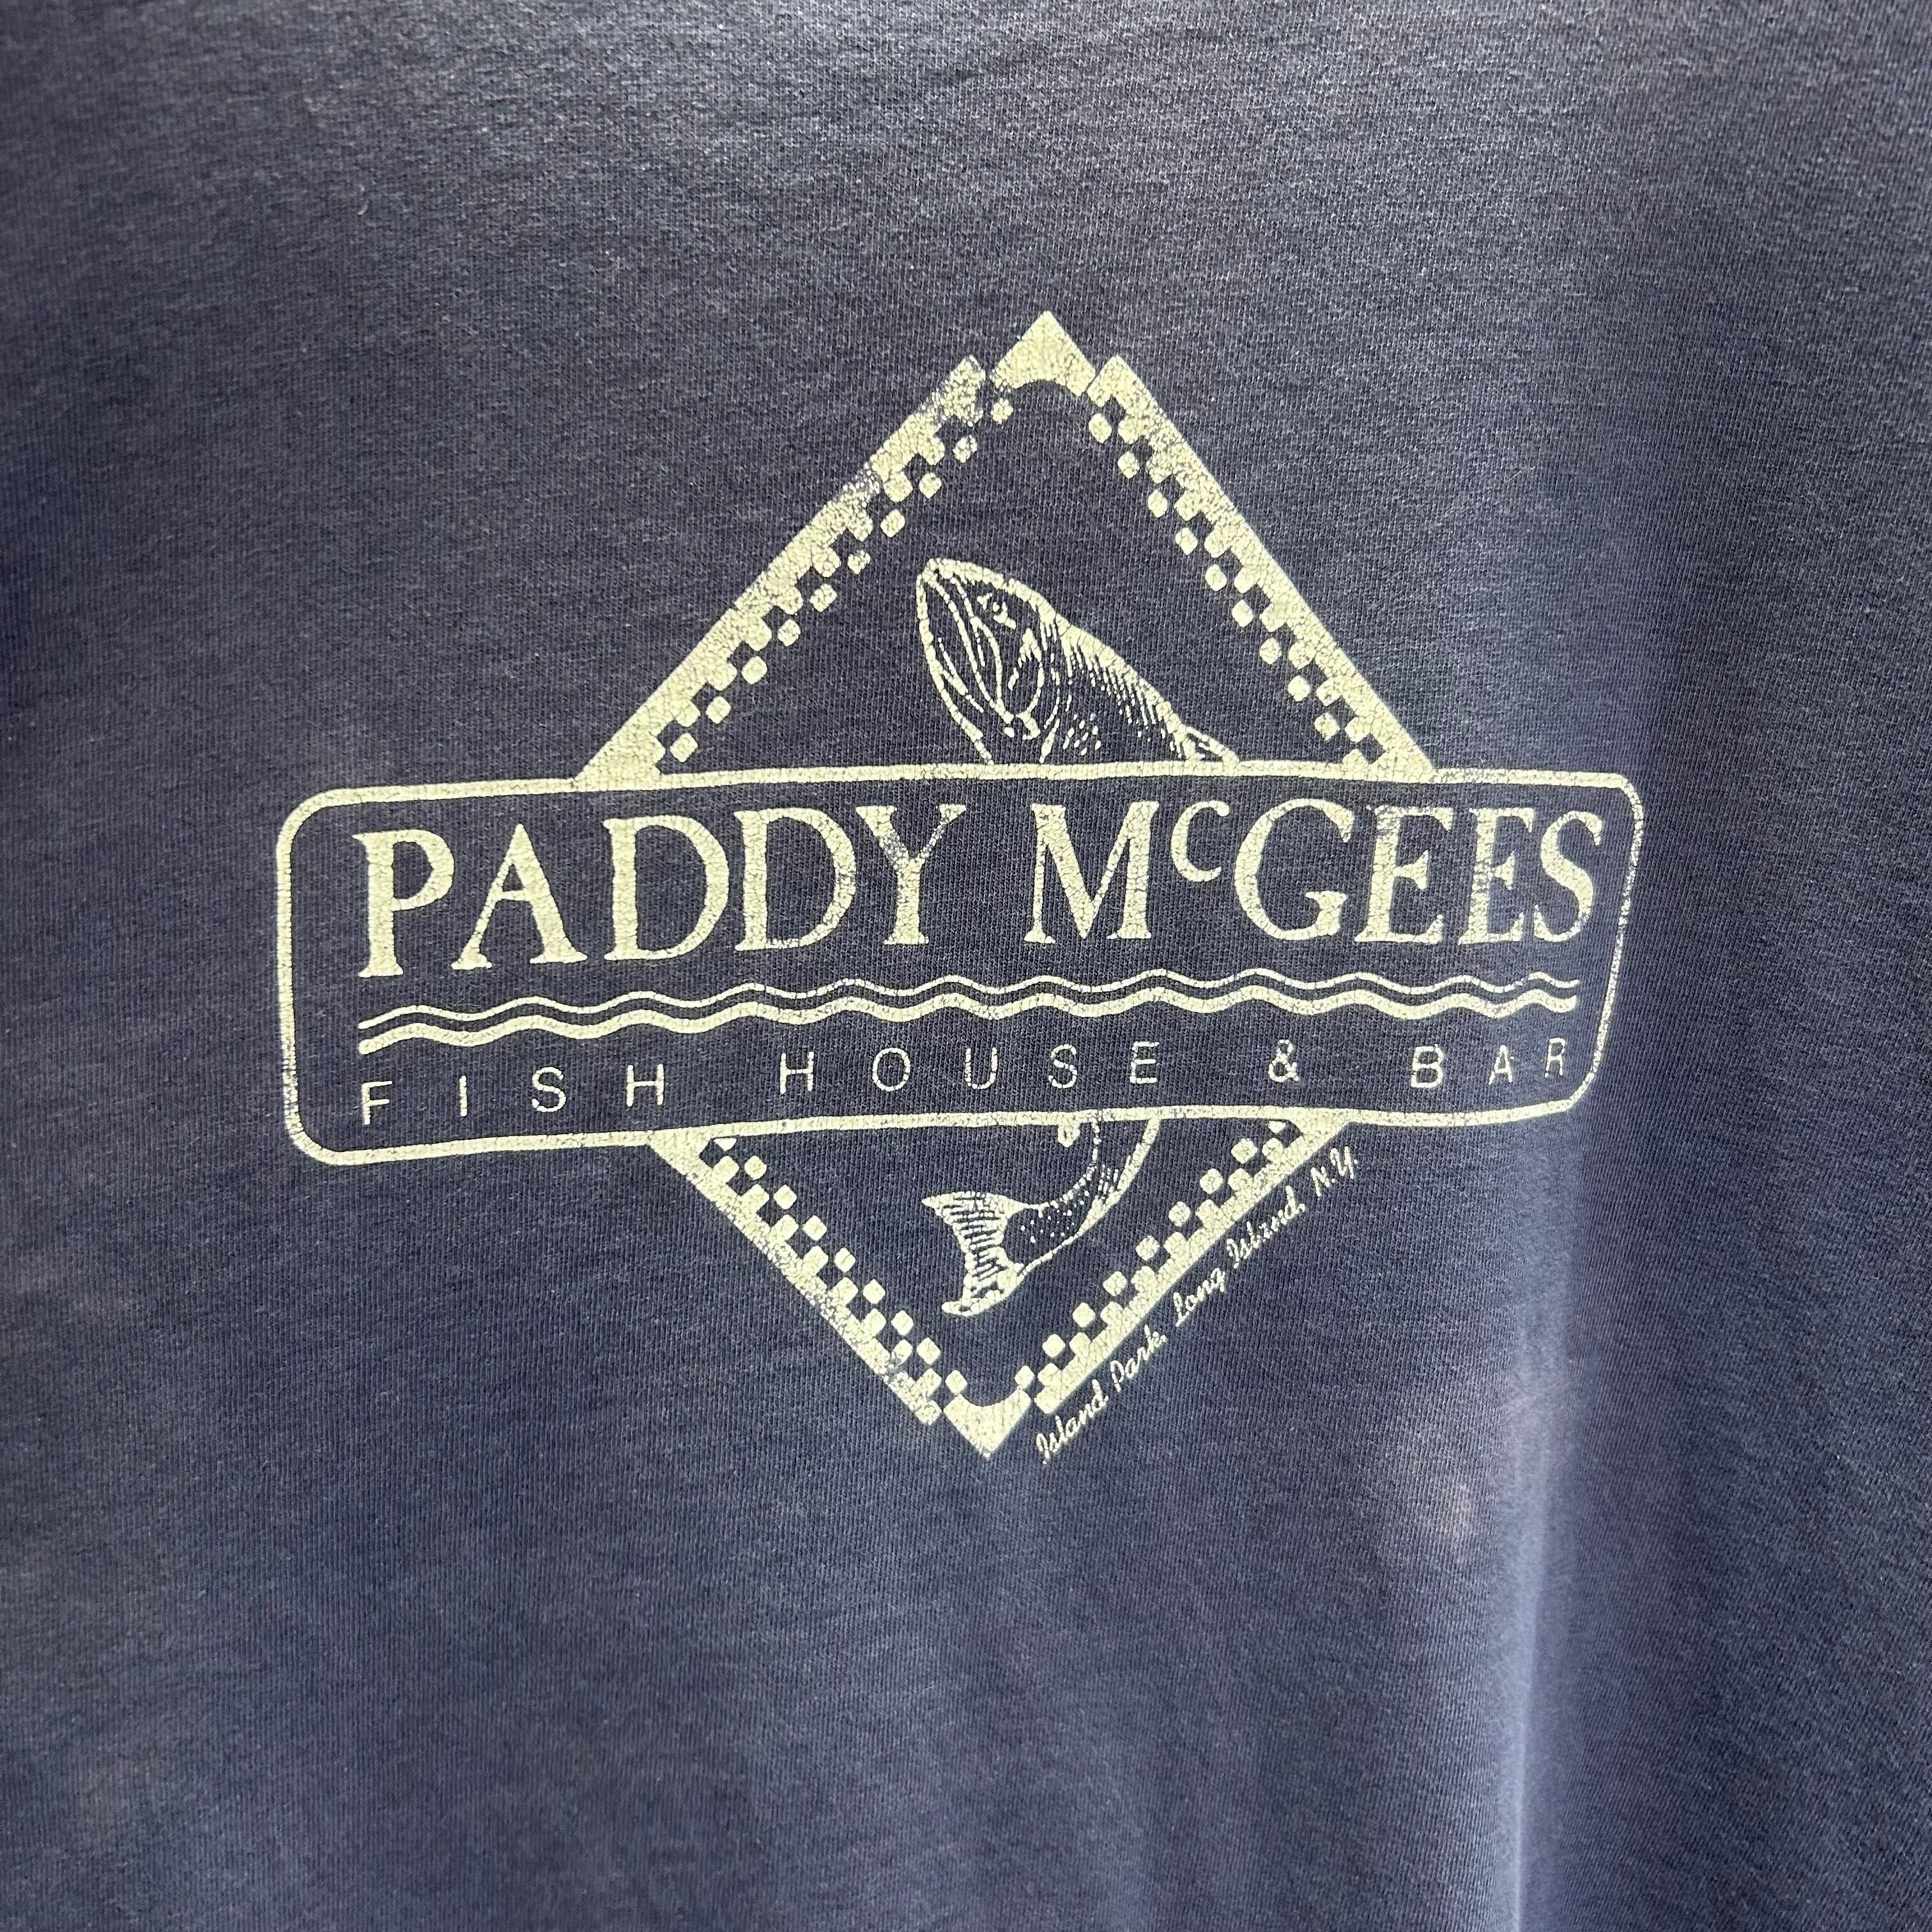 PADDY McGEES
FISH HOUSE & BAR
Island Park, Long Island, N.Y.